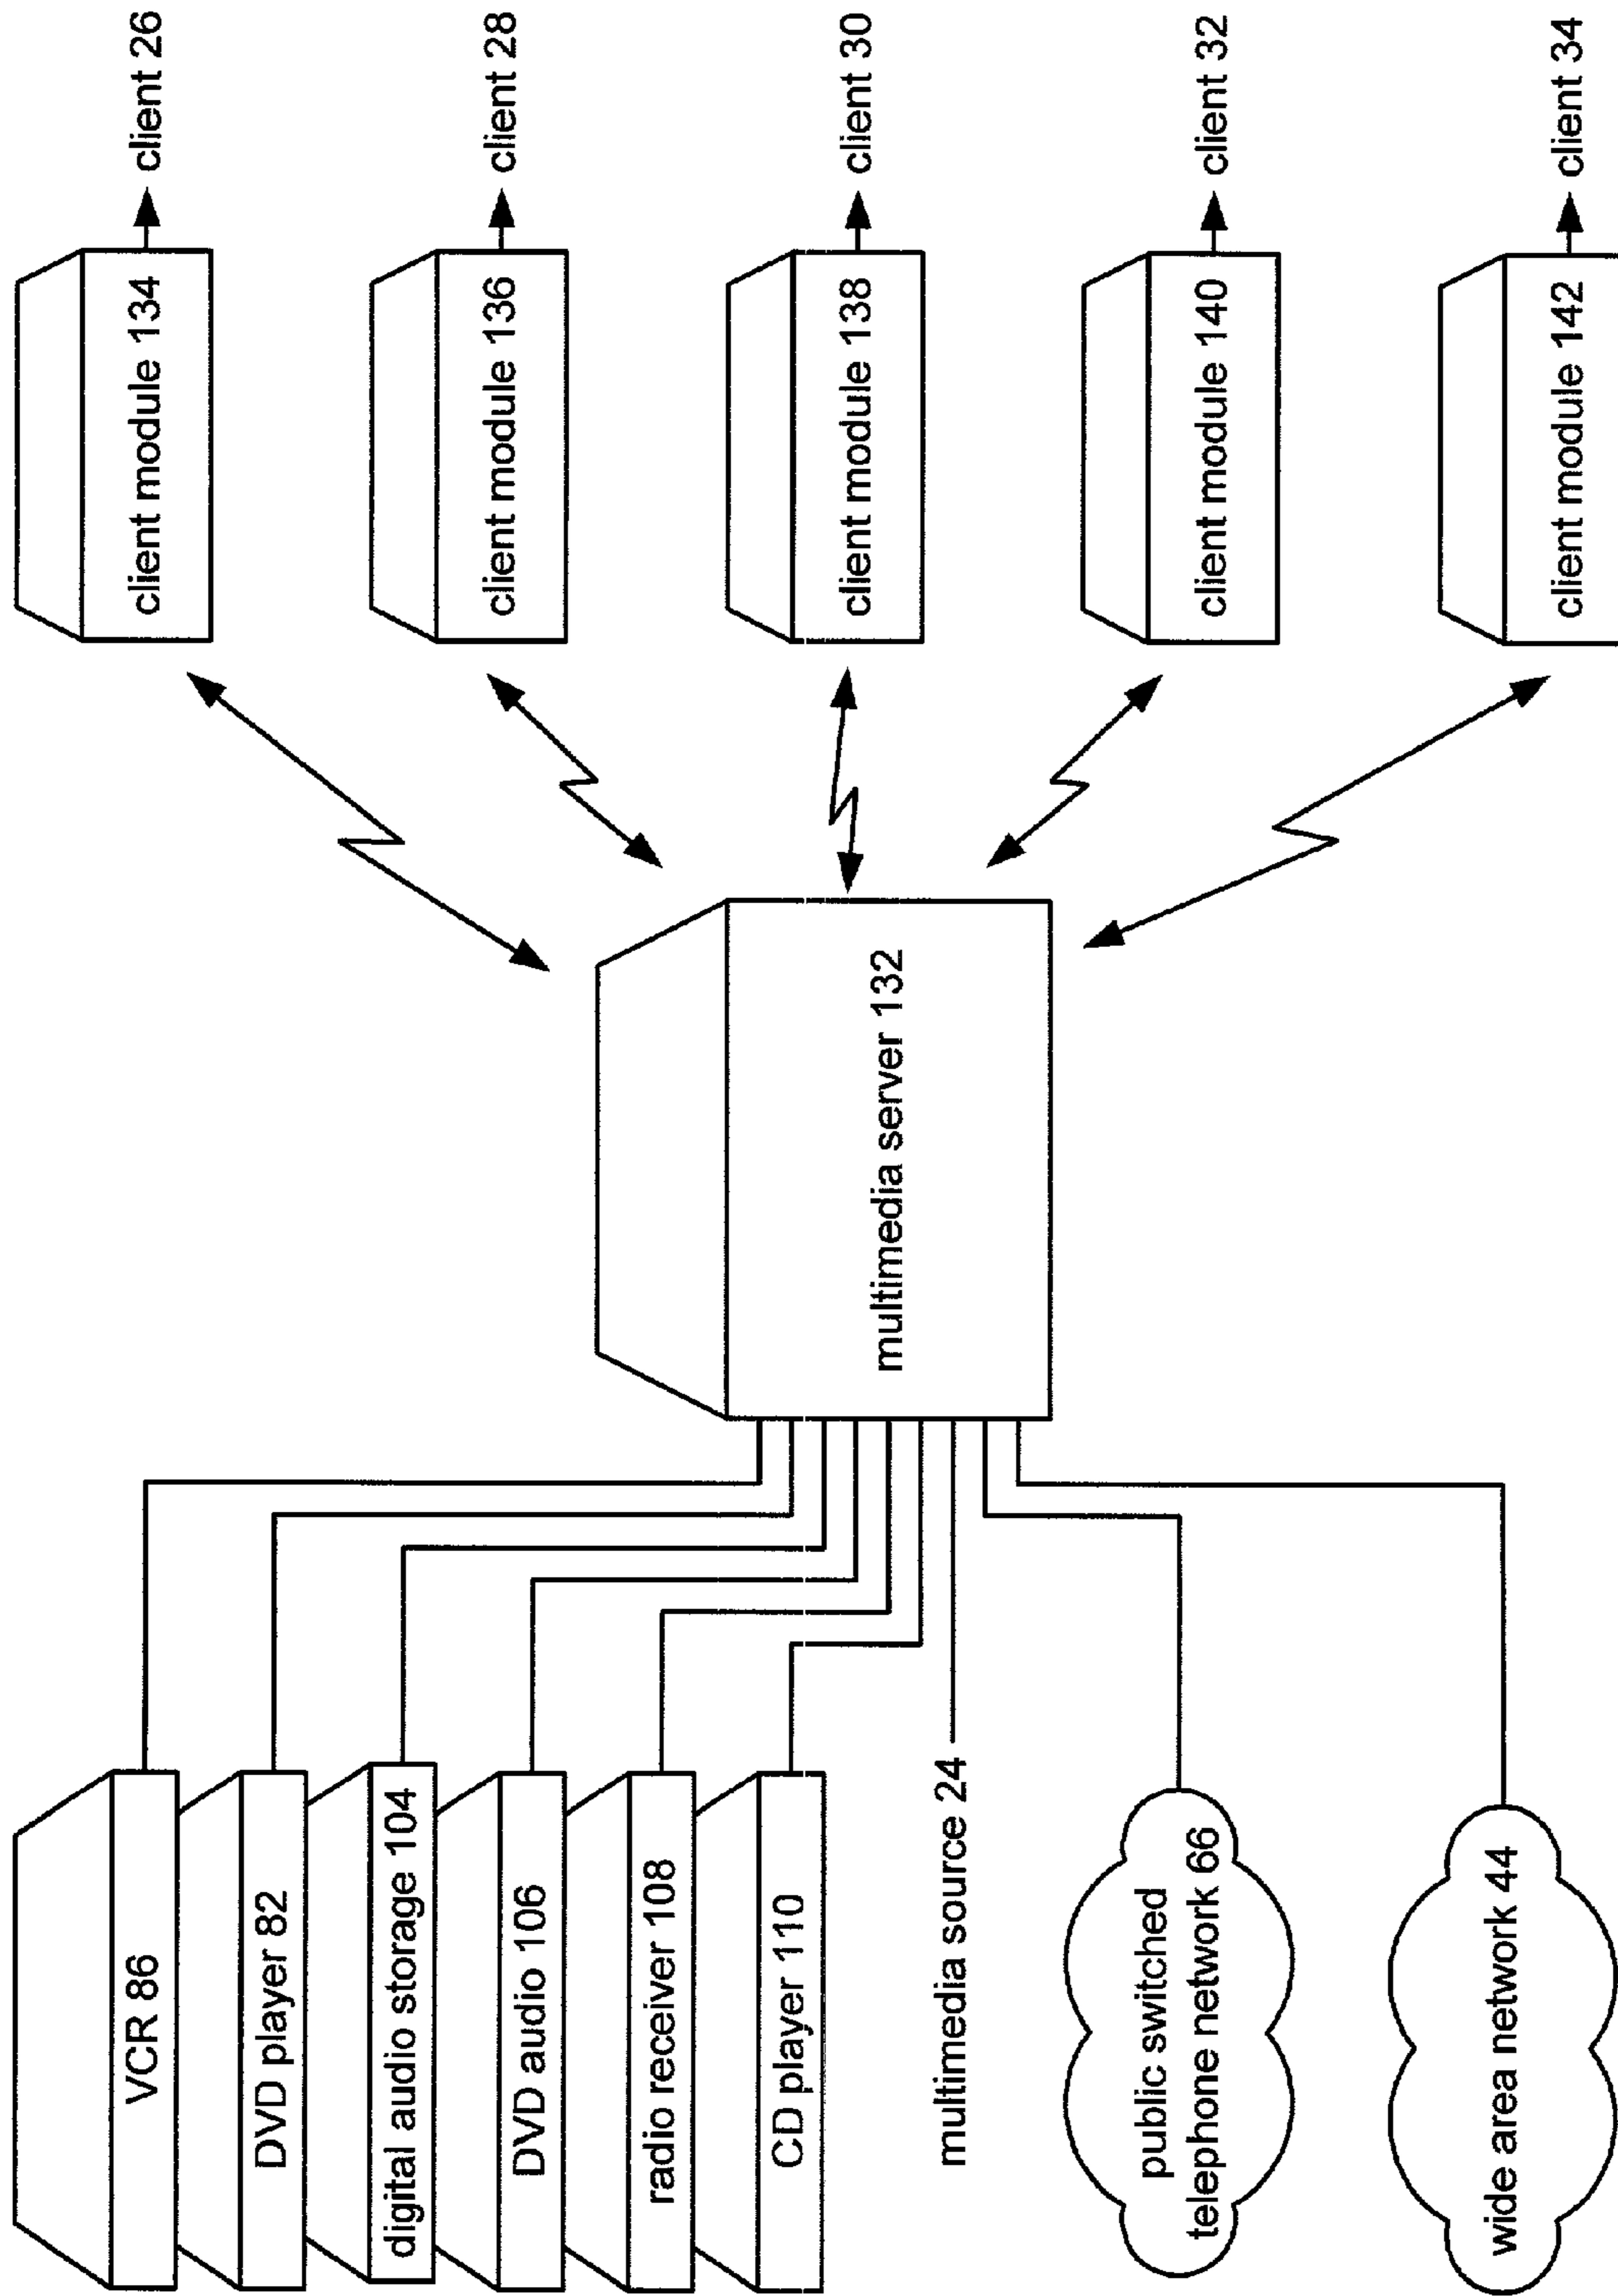 VCR 86
DVD player 82
digital audio storage 104
DVD audio 106
radio receiver 108
CD player 110
multimedia source 24
public switched
telephone network 66
wide area network 44
multimedia server 132
client module 134
client 26
client module 136
client 28
client module 138
client 30
client module 140
client 32
client module 142
client 34